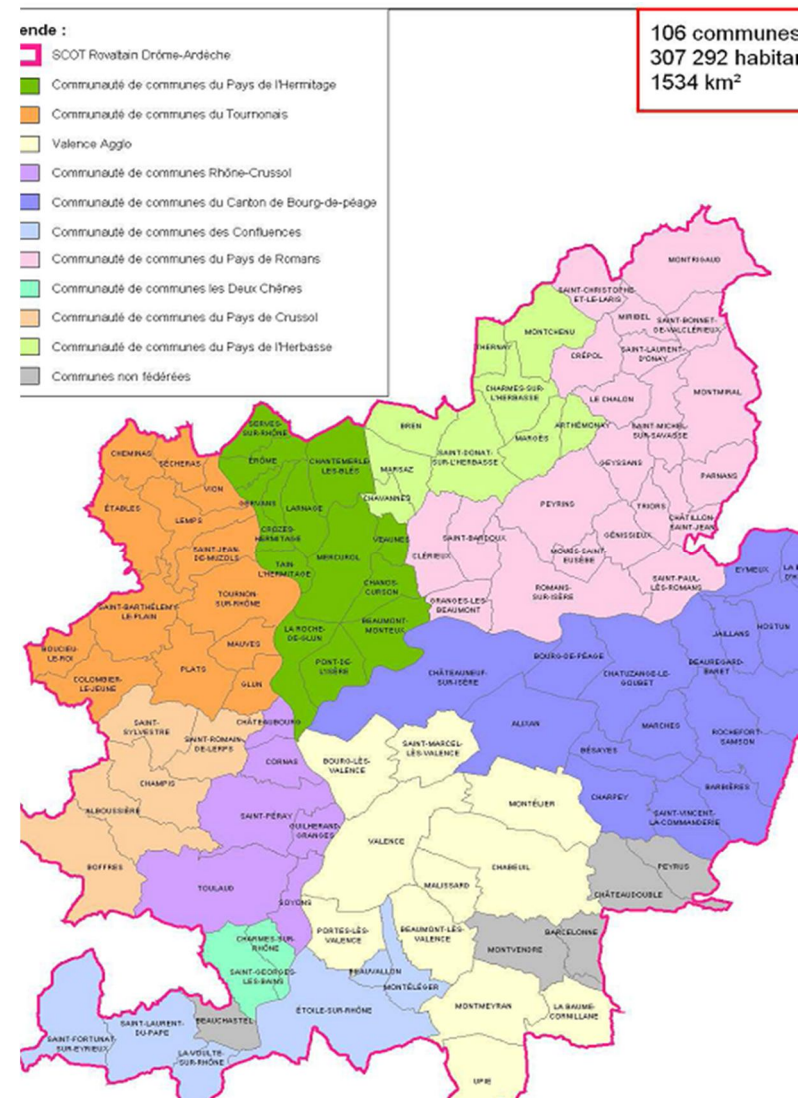 ende :
SCOT Rovaltain Drôme-Ardèche
Communauté de communes du Pays de l'Hermitage
Communauté de communes du Tournonais
Valence Agglo
Communauté de communes Rhône-Crussol
Communauté de communes du Canton de Bourg-de-péage
Communauté de communes des Confluences
Communauté de communes du Pays de Romans
Communauté de communes les Deux Chênes
Communauté de communes du Pays de Crussol
Communauté de communes du Pays de l'Herbasse
Communes non fédérées
106 communes
307 292 habitan
1534 km²
MONTRIGAUD
SAINT-CHRISTOPHE-
ET-LE-LARIS
MIRIBEL
SAINT-BONNET-
DE-VALCLÉRIEUX
MONTCHENU
THERNAY
CRÉPOL
SAINT-LAURENT-
D'ONAY
CHARMES-SUR-
L'HERBASSE
LE CHALON
MONTMIRAL
BREN
MARGÈS
ARTHÉMONAY
SAINT-MICHEL-
SUR-SAVASSE
SERVES-
SUR-RHÔNE
CHEMINAS
SÉCHERAS
ÉRÔME
CHANTEMERLE-
LES-BLÉS
SAINT-DONAT-
SUR-L'HERBASSE
MARSAZ
GEYSSANS
PARNANS
VION
ÉTABLES
GERVANS
LARNAGE
CHAVANNES
PEYRINS
TRIORS
CHÂTILLON-
SAINT-JEAN
LEMPS
CROZES-
HERMITAGE
VEAUNES
SAINT-BARDOUX
GÉNISSIEUX
SAINT-JEAN-
DE-MUZOLS
MERCUROL
CLÉRIEUX
MOURS-SAINT-
EUSÈBE
TAIN-
L'HERMITAGE
CHANOS-
CURSON
EYMEUX
SAINT-PAUL-
LÈS-ROMANS
ROMANS-
SUR-ISÈRE
GRANGES-LES-
BEAUMONT
TOURNON-
SUR-RHÔNE
SAINT-BARTHÉLEMY-
LE-PLAIN
BEAUMONT-
MONTEUX
LA ROCHE-
DE-GLUN
HOSTUN
JAILLANS
MAUVES
BOUCIEU-
LE-ROI
BOURG-DE-PÉAGE
BEAUREGARD-
BARET
PLATS
PONT-DE-
L'ISÈRE
CHÂTEAUNEUF-
SUR-ISÈRE
CHATUZANGE-LE-
GOUBET
COLOMBIER-
LE-JEUNE
GLUN
SAINT-
SYLVESTRE
CHÂTEAUBOURG
ALIXAN
MARCHES
ROCHEFORT-
SAMSON
SAINT-ROMAIN-
DE-LERPS
SAINT-MARCEL-
LÈS-VALENCE
BÉSAYES
CORNAS
BOURG-LÈS-
VALENCE
CHAMPIS
BARBIÈRES
CHARPEY
MONTÉLIER
ALBOUSSIÈRE
SAINT-PÉRAY
GUILHERAND-
GRANGES
SAINT-VINCENT-
LA-COMMANDERIE
VALENCE
BOFFRES
CHABEUIL
PEYRUS
TOULAUD
MALISSARD
CHÂTEAUDOUBLE
SOYONS
PORTES-LÈS-
VALENCE
BEAUMONT-LÈS-
VALENCE
BARCELONNE
CHARMES-SUR-
RHÔNE
MONTVENDRE
SAINT-GEORGES-
LES-BAINS
BEAUVALLON
MONTÉLÉGER
ÉTOILE-SUR-RHÔNE
MONTMEYRAN
LA BAUME-
CORNILLANE
BEAUCHASTEL
SAINT-LAURENT-
DU-PAPE
SAINT-FORTUNAT-
SUR-EYRIEUX
LA-VOULTE-
SUR-RHÔNE
UPIE